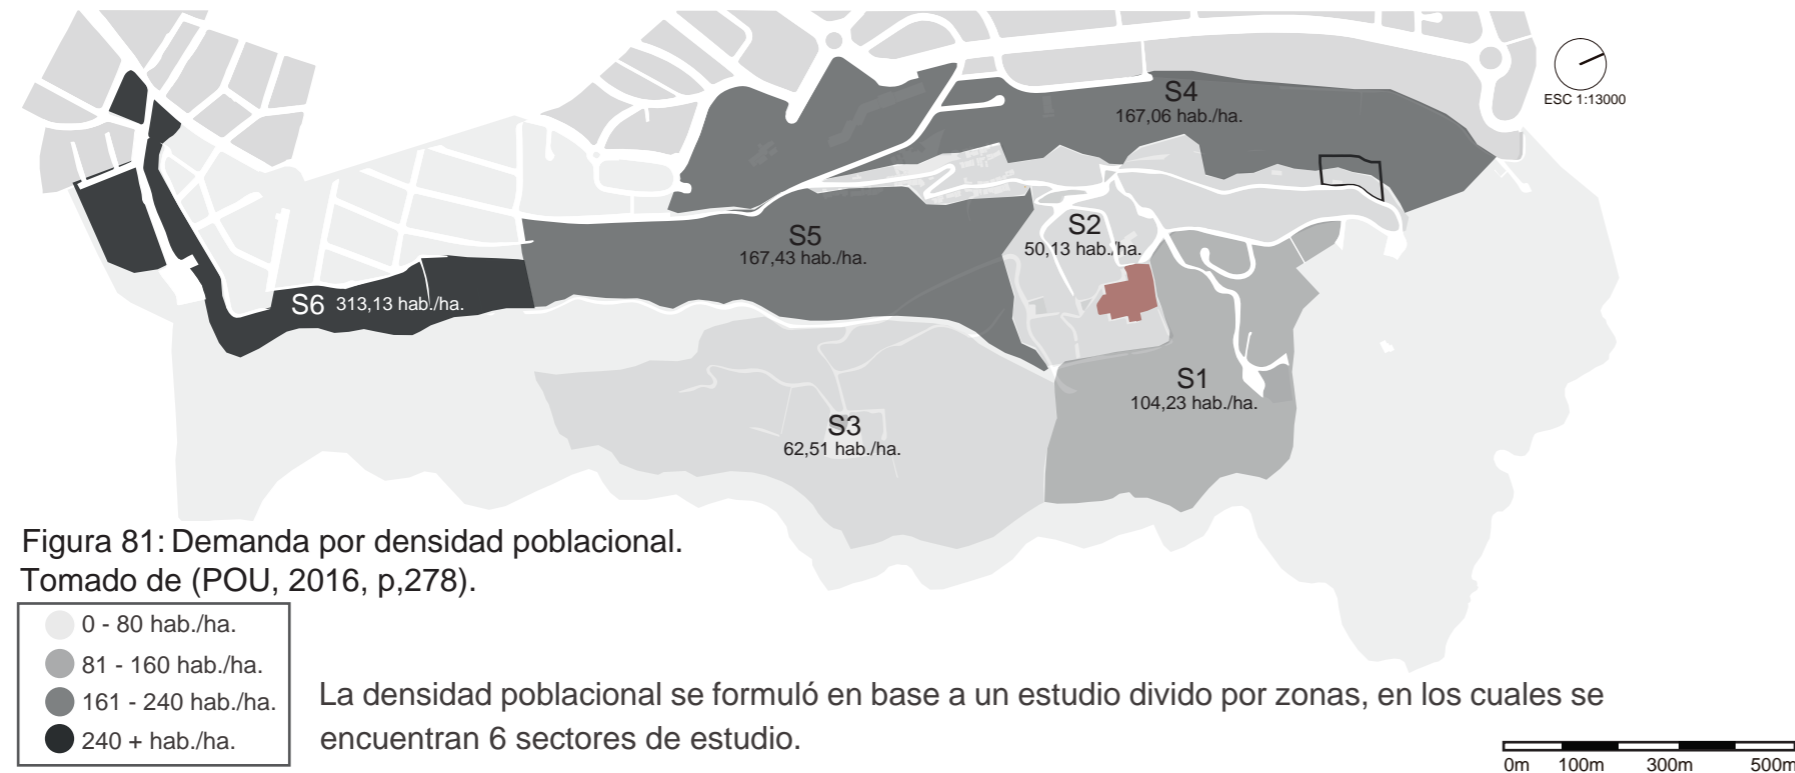 S4
167,06 hab./ha.
ESC 1:13000
S5
167,43 hab./ha.
S2
50,13 hab./ha.
S6 313,13 hab./ha.
S1
104,23 hab./ha.
S3
62,51 hab./ha.
Figura 81: Demanda por densidad poblacional.
Tomado de (POU, 2016, p,278).
0 - 80 hab./ha.
81 - 160 hab./ha.
161 - 240 hab./ha.
240 + hab./ha.
La densidad poblacional se formuló en base a un estudio divido por zonas, en los cuales se
encuentran 6 sectores de estudio.
0m 100m 300m 500m